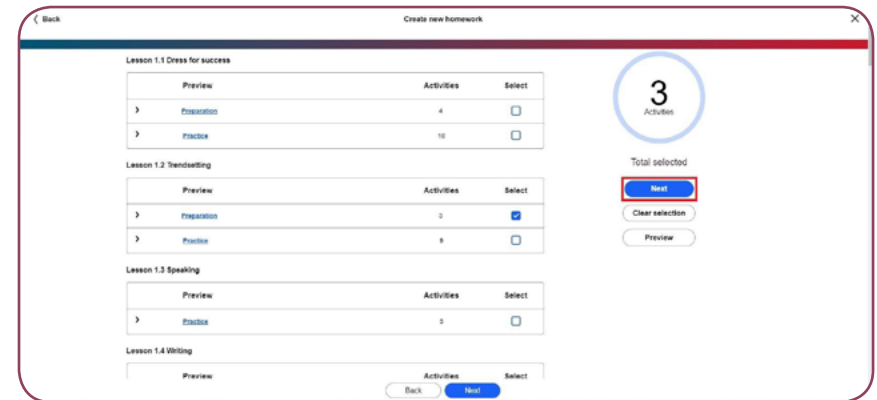 Back
Create new homework
Lesson 1.1 Dress for success
Preview Activities Select
Preparation 4
Practice 10
Lesson 1.2 Trendsetting
Preview Activities Select
Preparation 3
Practice
Lesson 1.3 Speaking
Preview Activities Select
Practice
Lesson 1.4 Writing
Preview Activities Select
3
Activities
Total selected
Next
Clear selection
Preview
Back Next